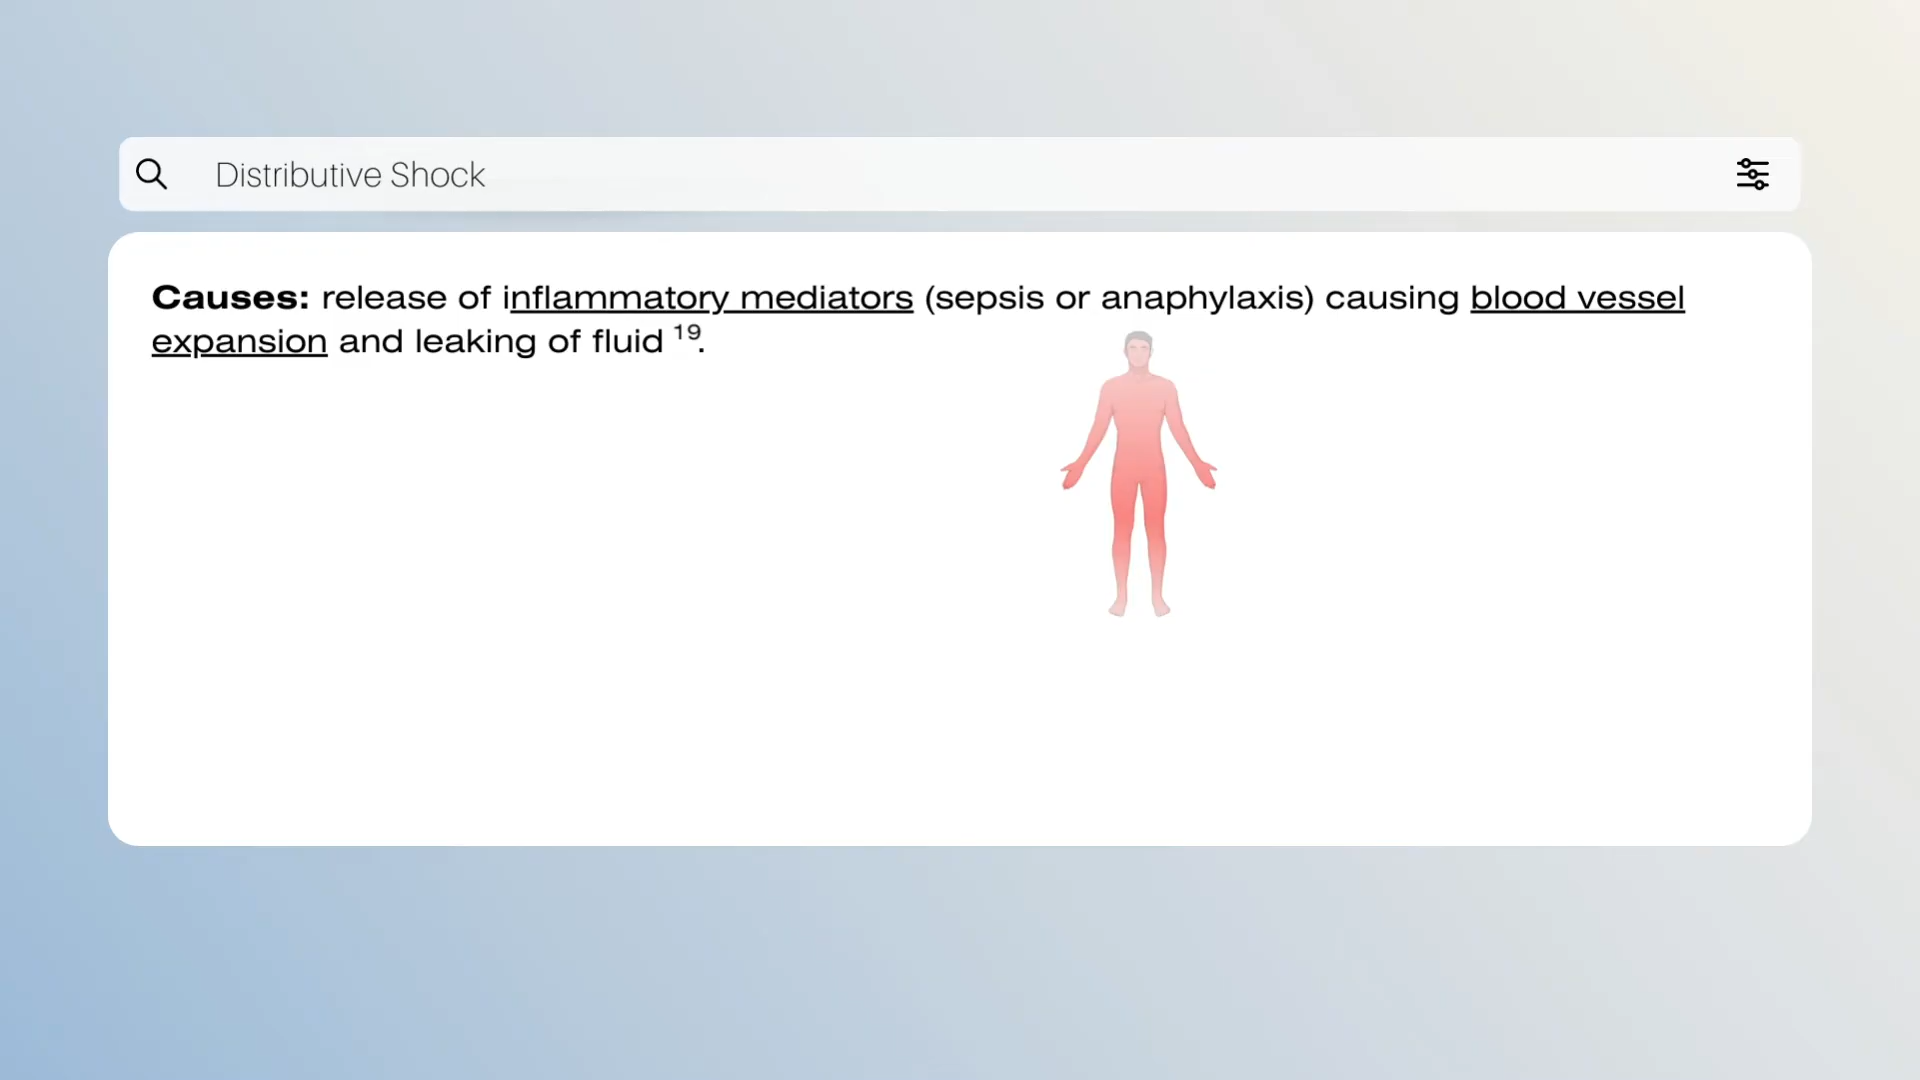 Distributive Shock
Causes: release of inflammatory mediators (sepsis or anaphylaxis) causing blood vessel
expansion and leaking of fluid 19.